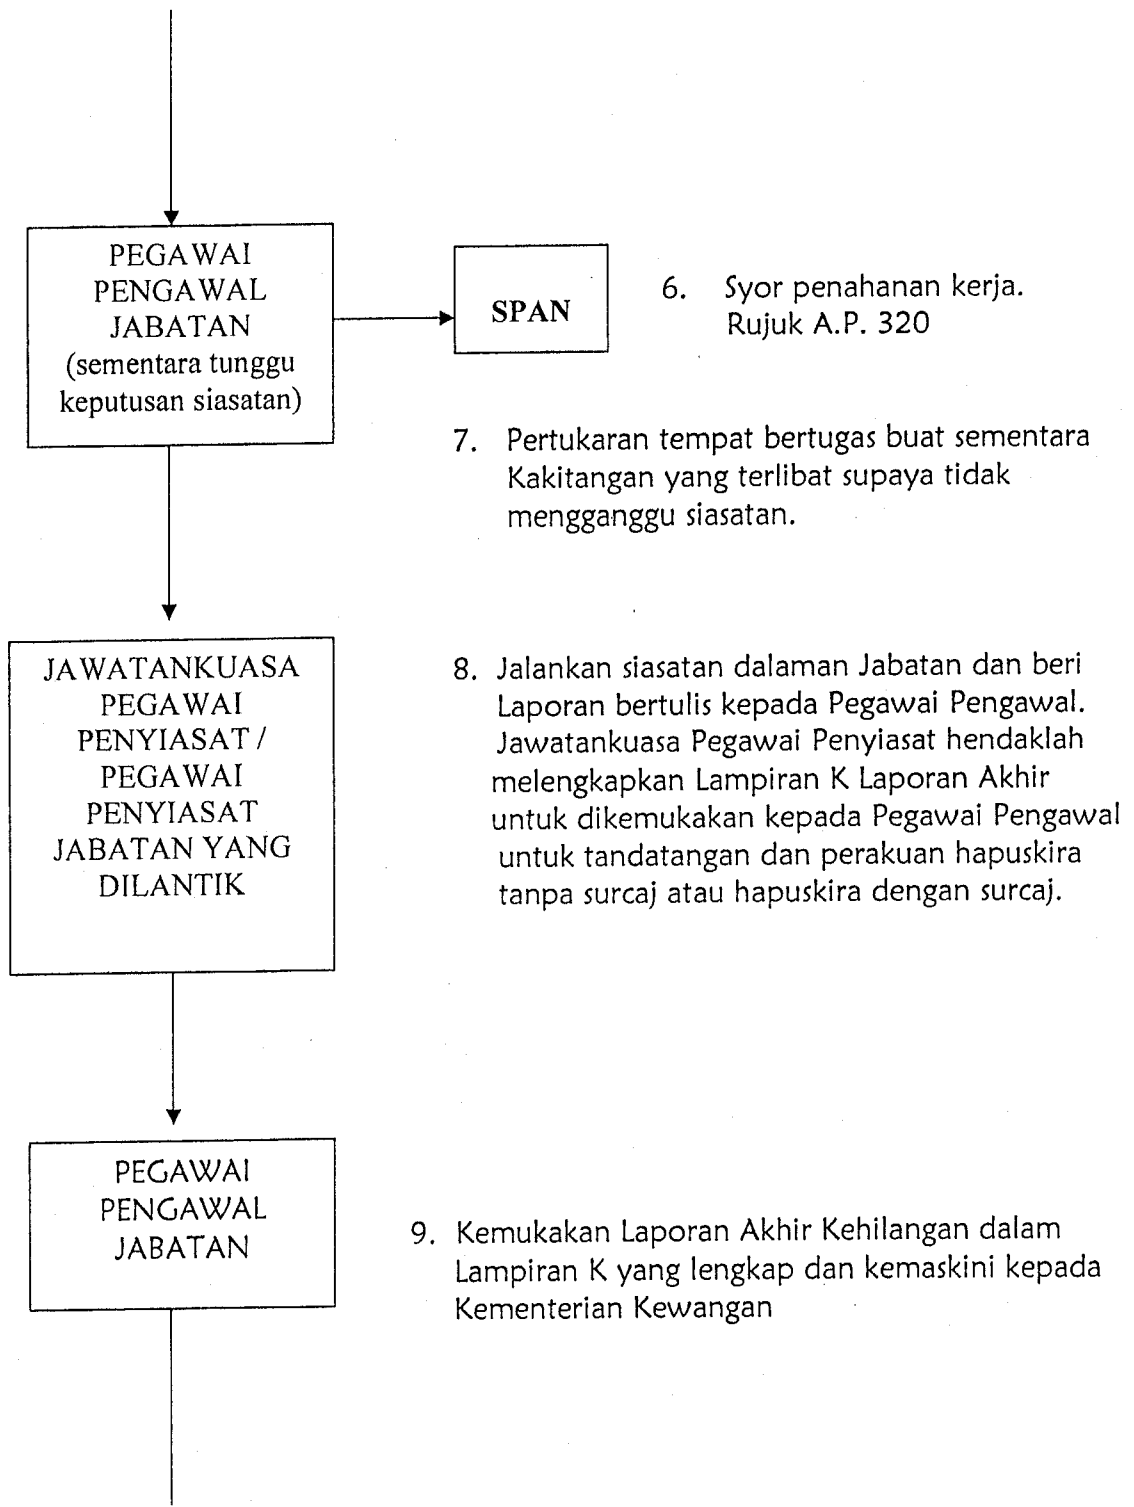 PEGAWAI
PENGAWAL
JABATAN
(sementara tunggu
keputusan siasatan)
SPAN
6. Syor penahanan kerja.
Rujuk A.P. 320
7. Pertukaran tempat bertugas buat sementara
Kakitangan yang terlibat supaya tidak
mengganggu siasatan.
JAWATANKUASA
PEGAWAI
PENYIASAT /
PEGAWAI
PENYIASAT
JABATAN YANG
DILANTIK
8. Jalankan siasatan dalaman Jabatan dan beri
Laporan bertulis kepada Pegawai Pengawal.
Jawatankuasa Pegawai Penyiasat hendaklah
melengkapkan Lampiran K Laporan Akhir
untuk dikemukakan kepada Pegawai Pengawal
untuk tandatangan dan perakuan hapuskira
tanpa surcaj atau hapuskira dengan surcaj.
PEGAWAI
PENGAWAL
JABATAN
9. Kemukakan Laporan Akhir Kehilangan dalam
Lampiran K yang lengkap dan kemaskini kepada
Kementerian Kewangan